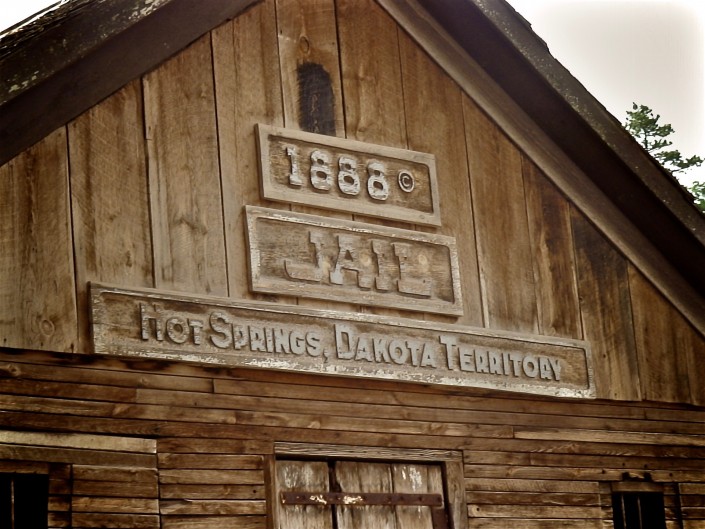 1888 ©
JAIL
HOT SPRINGS, DAKOTA TERRITORY